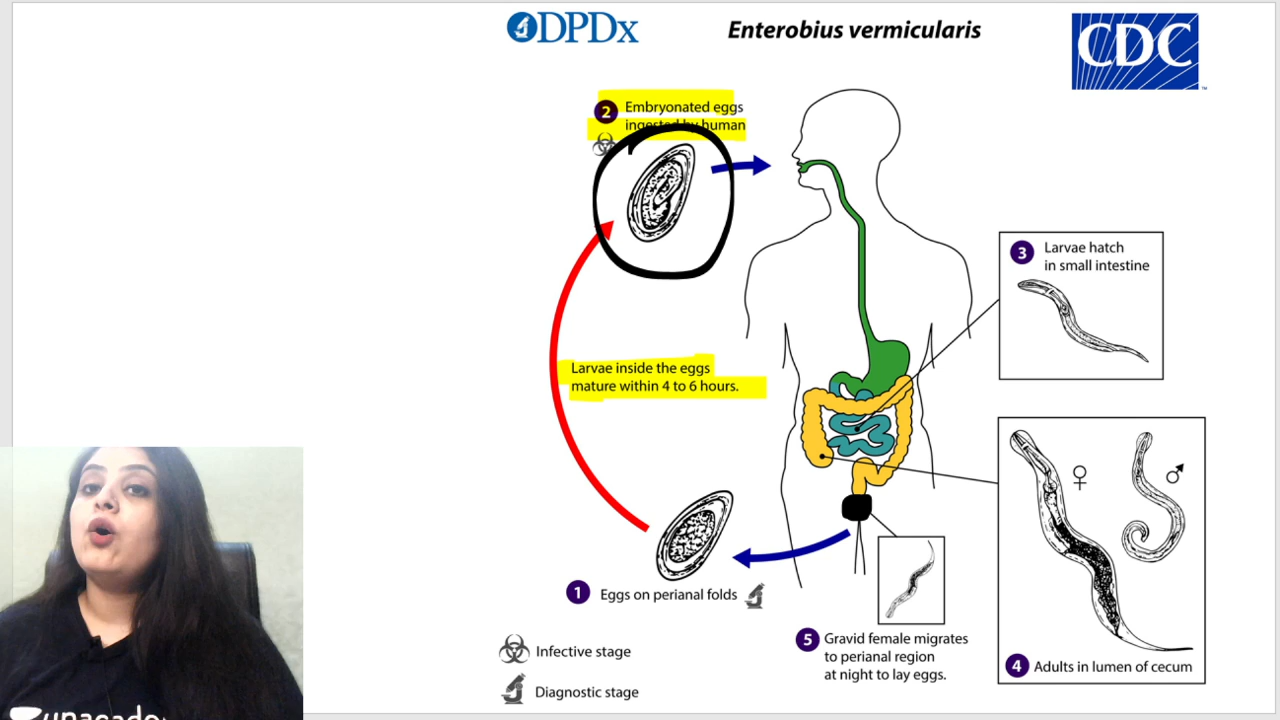 DPDx
Enterobius vermicularis
CDC
2 Embryonated eggs
ingested by human
3 Larvae hatch
in small intestine
Larvae inside the eggs
mature within 4 to 6 hours.
1 Eggs on perianal folds
5 Gravid female migrates
to perianal region
at night to lay eggs.
4 Adults in lumen of cecum
Infective stage
Diagnostic stage